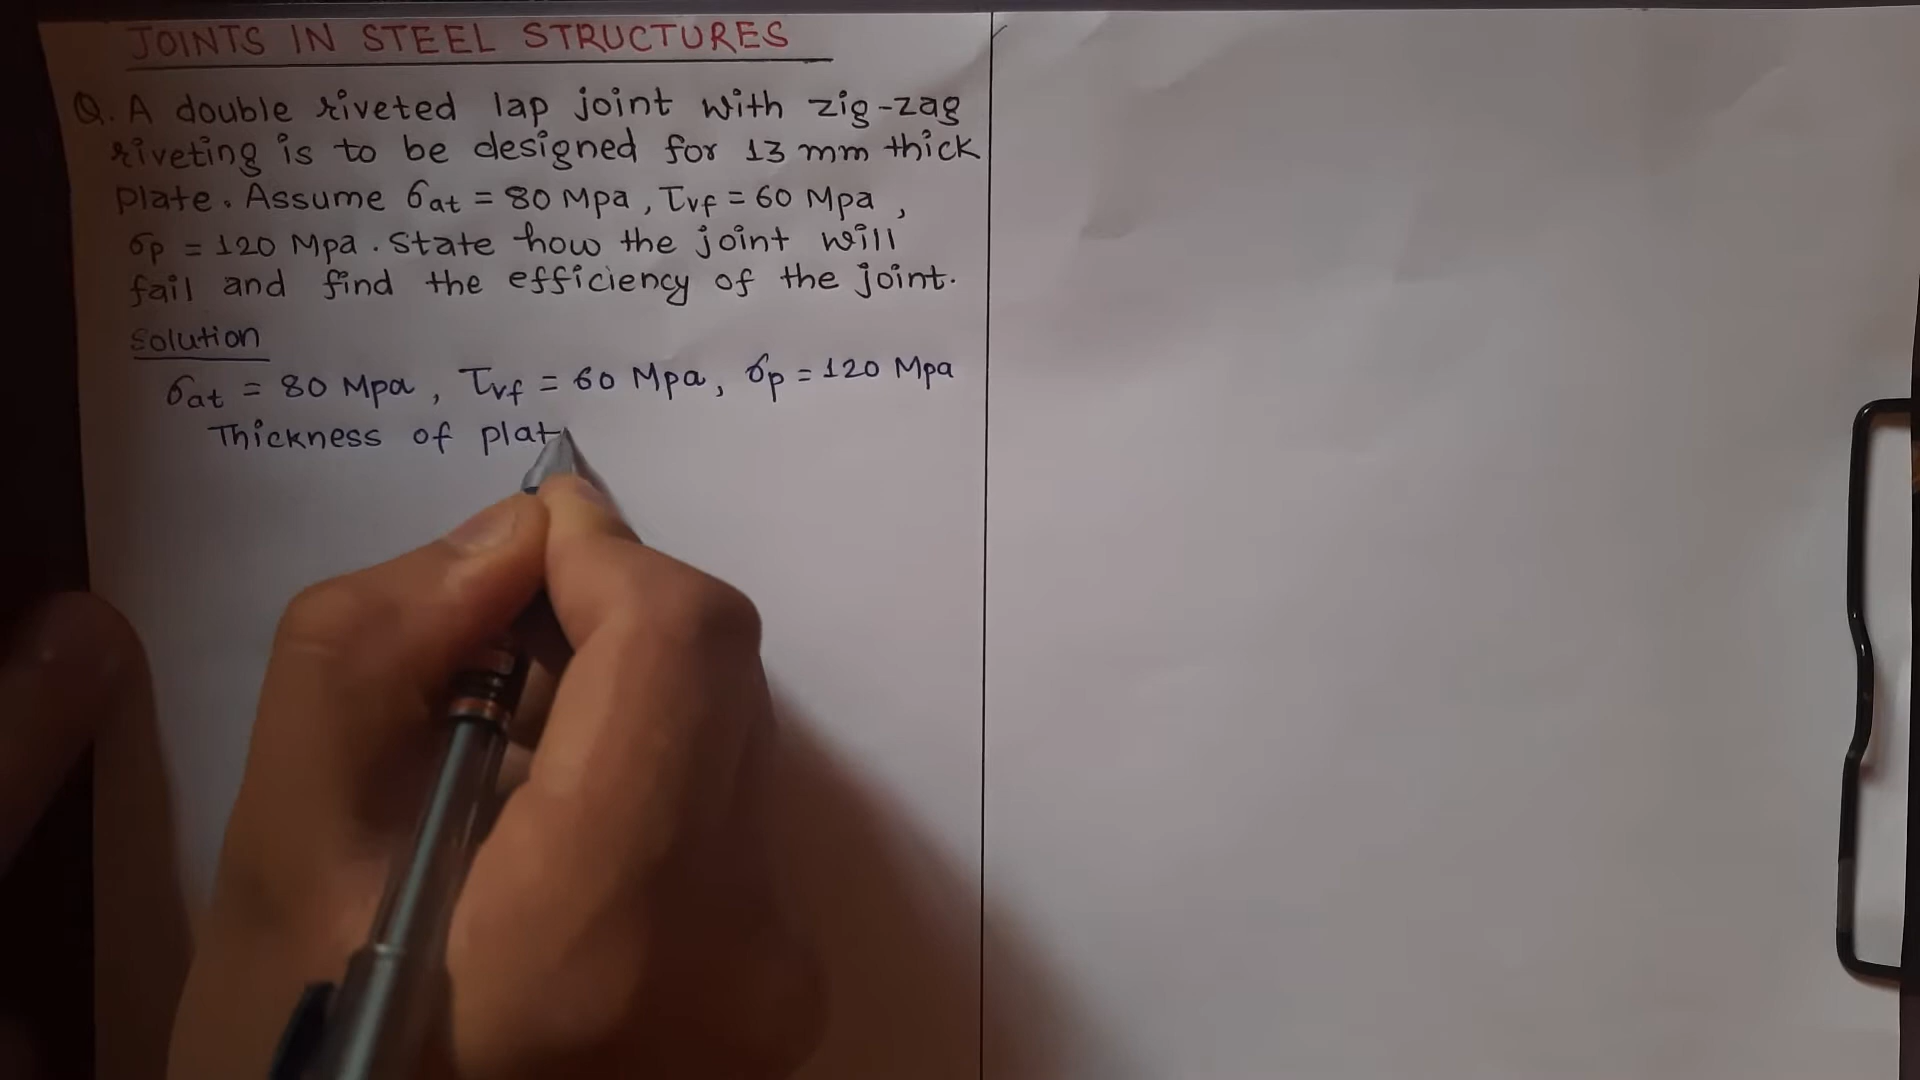 JOINTS IN STEEL STRUCTURES
Q. A double riveted lap joint with zig-zag
riveting is to be designed for 13 mm thick
plate. Assume σat = 80 Mpa, τvf = 60 Mpa,
σp = 120 Mpa. State how the joint will
fail and find the efficiency of the joint.
Solution
σat = 80 Mpa, τvf = 60 Mpa, σp = 120 Mpa
Thickness of plat